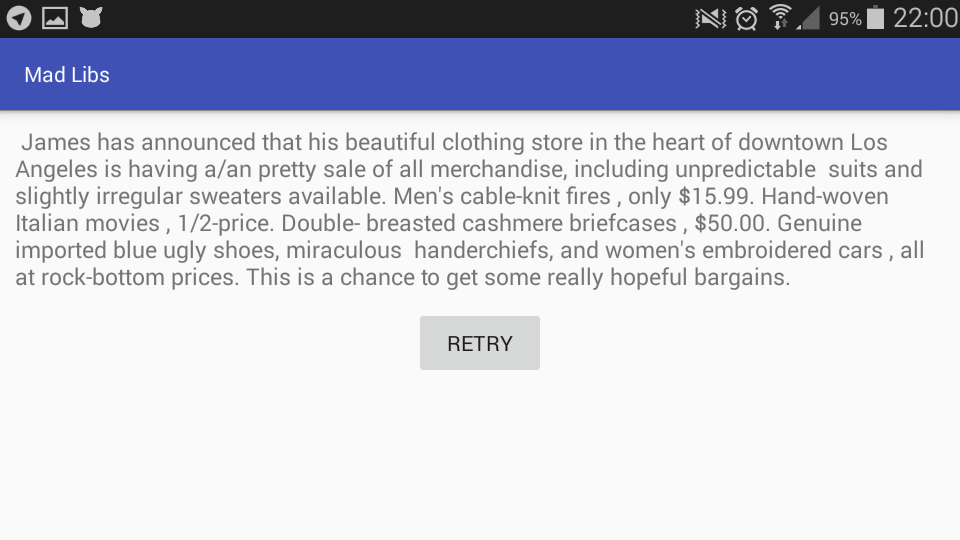 95% 22:00
Mad Libs
James has announced that his beautiful clothing store in the heart of downtown Los
Angeles is having a/an pretty sale of all merchandise, including unpredictable  suits and
slightly irregular sweaters available. Men's cable-knit fires , only $15.99. Hand-woven
Italian movies , 1/2-price. Double- breasted cashmere briefcases , $50.00. Genuine
imported blue ugly shoes, miraculous  handerchiefs, and women's embroidered cars , all
at rock-bottom prices. This is a chance to get some really hopeful bargains.
RETRY